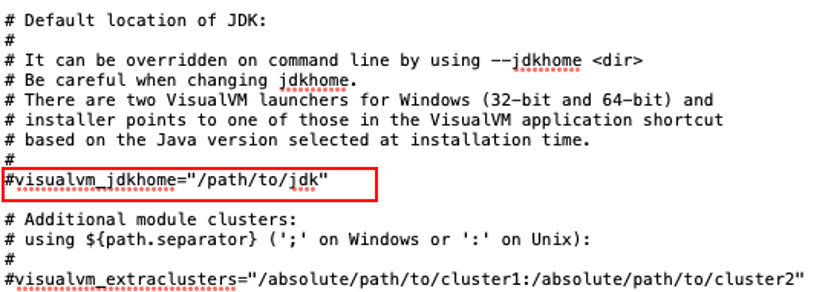 # Default location of JDK:
#
# It can be overridden on command line by using --jdkhome <dir>
# Be careful when changing jdkhome.
# There are two VisualVM launchers for Windows (32-bit and 64-bit) and
# installer points to one of those in the VisualVM application shortcut
# based on the Java version selected at installation time.
#
#visualvm_jdkhome="/path/to/jdk"
# Additional module clusters:
# using ${path.separator} (';' on Windows or ':' on Unix):
#
#visualvm_extraclusters="/absolute/path/to/cluster1:/absolute/path/to/cluster2"